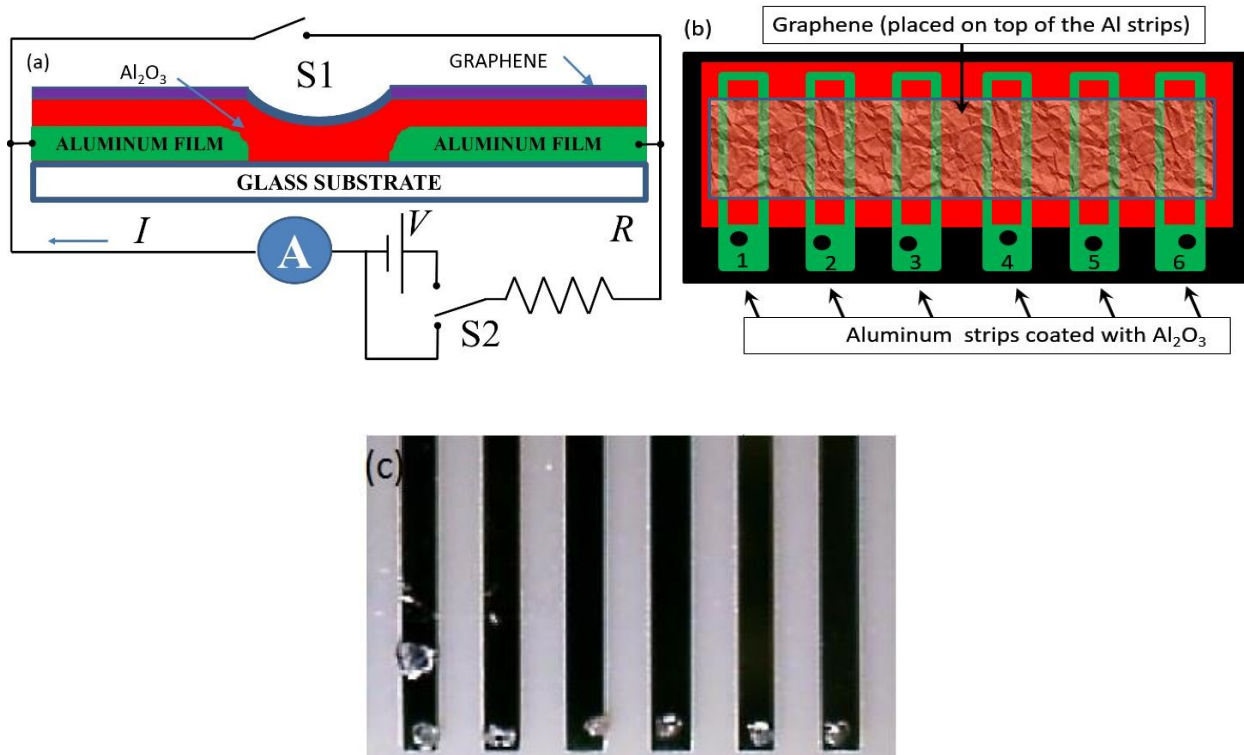 (a)
S1
Al₂O₃
GRAPHENE
ALUMINUM FILM
ALUMINUM FILM
GLASS SUBSTRATE
I
A
V
R
S2
(b)
Graphene (placed on top of the Al strips)
1 2 3 4 5 6
Aluminum strips coated with Al₂O₃
(c)